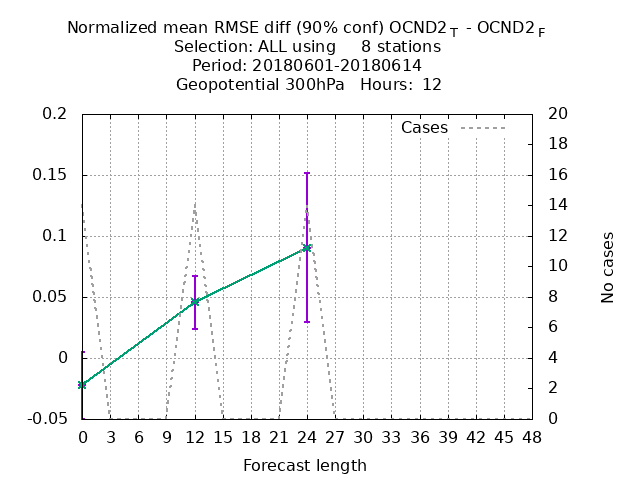 Normalized mean RMSE diff (90% conf) OCND2 T - OCND2 F
Selection: ALL using 8 stations
Period: 20180601-20180614
Geopotential 300hPa Hours: 12
Cases
0.2
0.15
0.1
0.05
0
-0.05
20
18
16
14
12
10
8
6
4
2
0
No cases
0 3 6 9 12 15 18 21 24 27 30 33 36 39 42 45 48
Forecast length